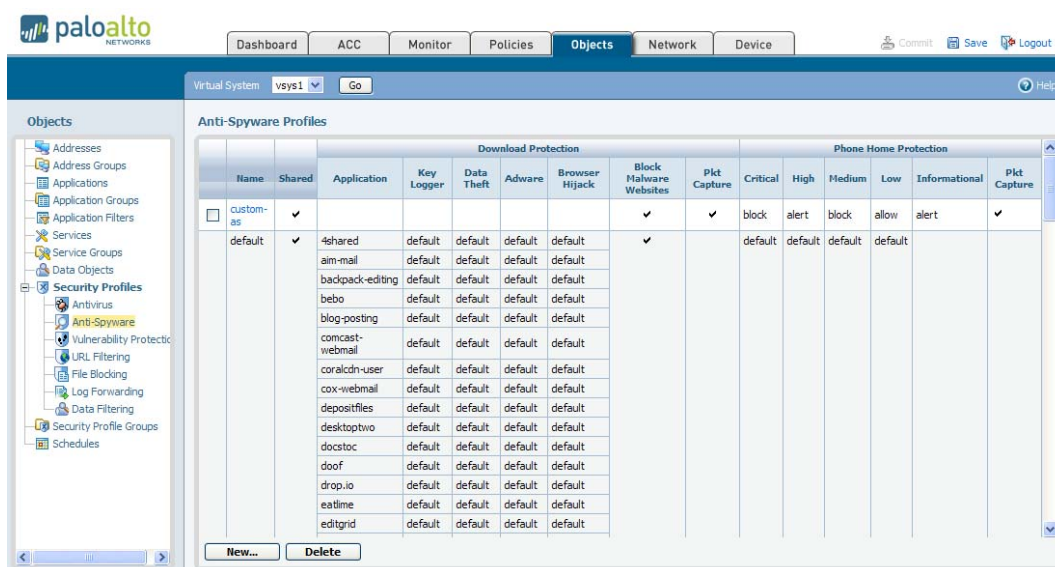 paloalto
NETWORKS
Dashboard ACC Monitor Policies Objects Network Device Commit Save Logout
Virtual System vsys1 Go Help
Objects
Addresses
Address Groups
Applications
Application Groups
Application Filters
Services
Service Groups
Data Objects
Security Profiles
Antivirus
Anti-Spyware
Vulnerability Protectic
URL Filtering
File Blocking
Log Forwarding
Data Filtering
Security Profile Groups
Schedules
Anti-Spyware Profiles
Download Protection Phone Home Protection
Name Shared Application Key Logger Data Theft Adware Browser Hijack Block Malware Websites Pkt Capture Critical High Medium Low Informational Pkt Capture
custom-as ✔ ✔ ✔ block alert block allow alert ✔
default ✔ 4shared default default default default ✔ default default default default
aim-mail default default default default
backpack-editing default default default default
bebo default default default default
blog-posting default default default default
comcast-webmail default default default default
coralcdn-user default default default default
cox-webmail default default default default
depositfiles default default default default
desktoptwo default default default default
docstoc default default default default
doof default default default default
drop.io default default default default
eatlime default default default default
editgrid default default default default
New... Delete